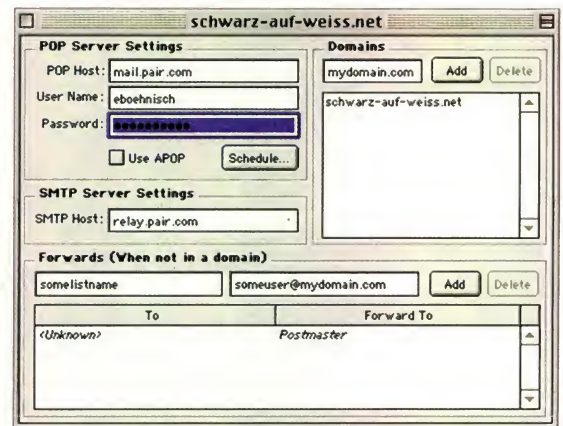 schwarz-auf-weiss.net
POP Server Settings
POP Host: mail.pair.com
User Name: eboehnisch
Password: ●●●●●●●●●●
Use APOP
Schedule...
SMTP Server Settings
SMTP Host: relay.pair.com
Domains
mydomain.com Add Delete
schwarz-auf-weiss.net
Forwards (When not in a domain)
somelistname someuser@mydomain.com Add Delete
To Forward To
<Unknown> Postmaster